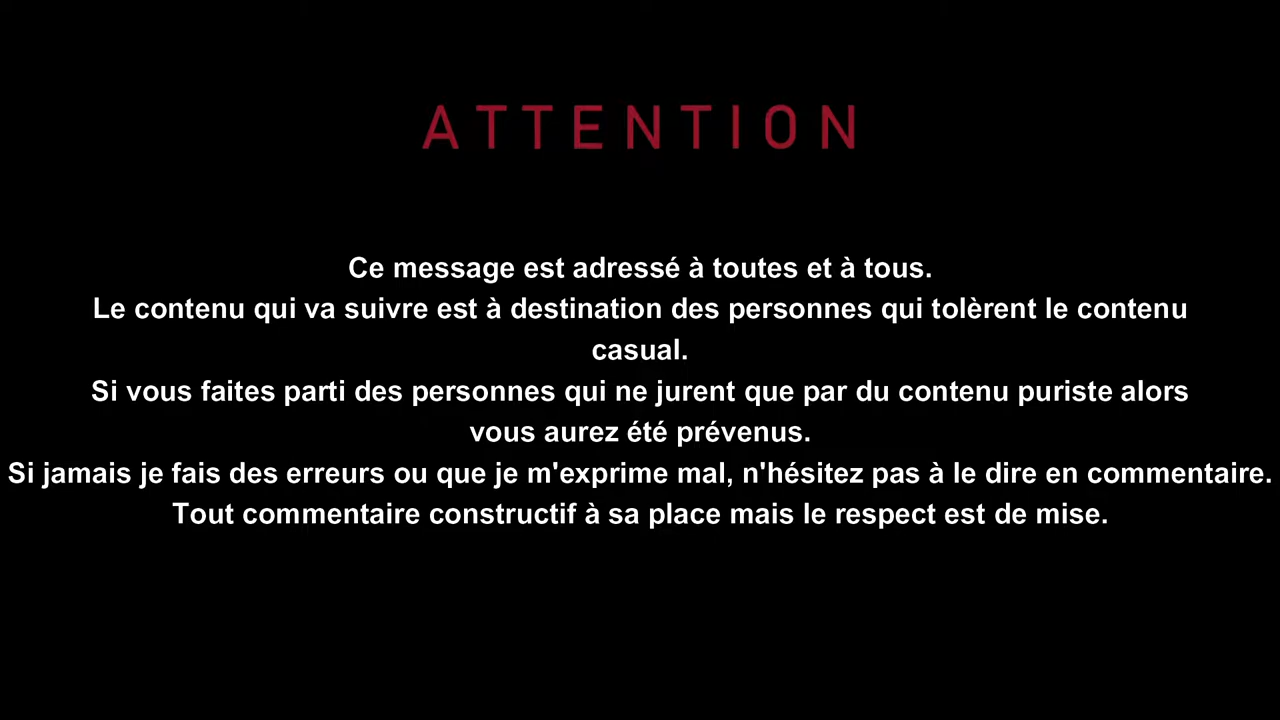 ATTENTION
Ce message est adressé à toutes et à tous.
Le contenu qui va suivre est à destination des personnes qui tolèrent le contenu
casual.
Si vous faites parti des personnes qui ne jurent que par du contenu puriste alors
vous aurez été prévenus.
Si jamais je fais des erreurs ou que je m'exprime mal, n'hésitez pas à le dire en commentaire.
Tout commentaire constructif à sa place mais le respect est de mise.